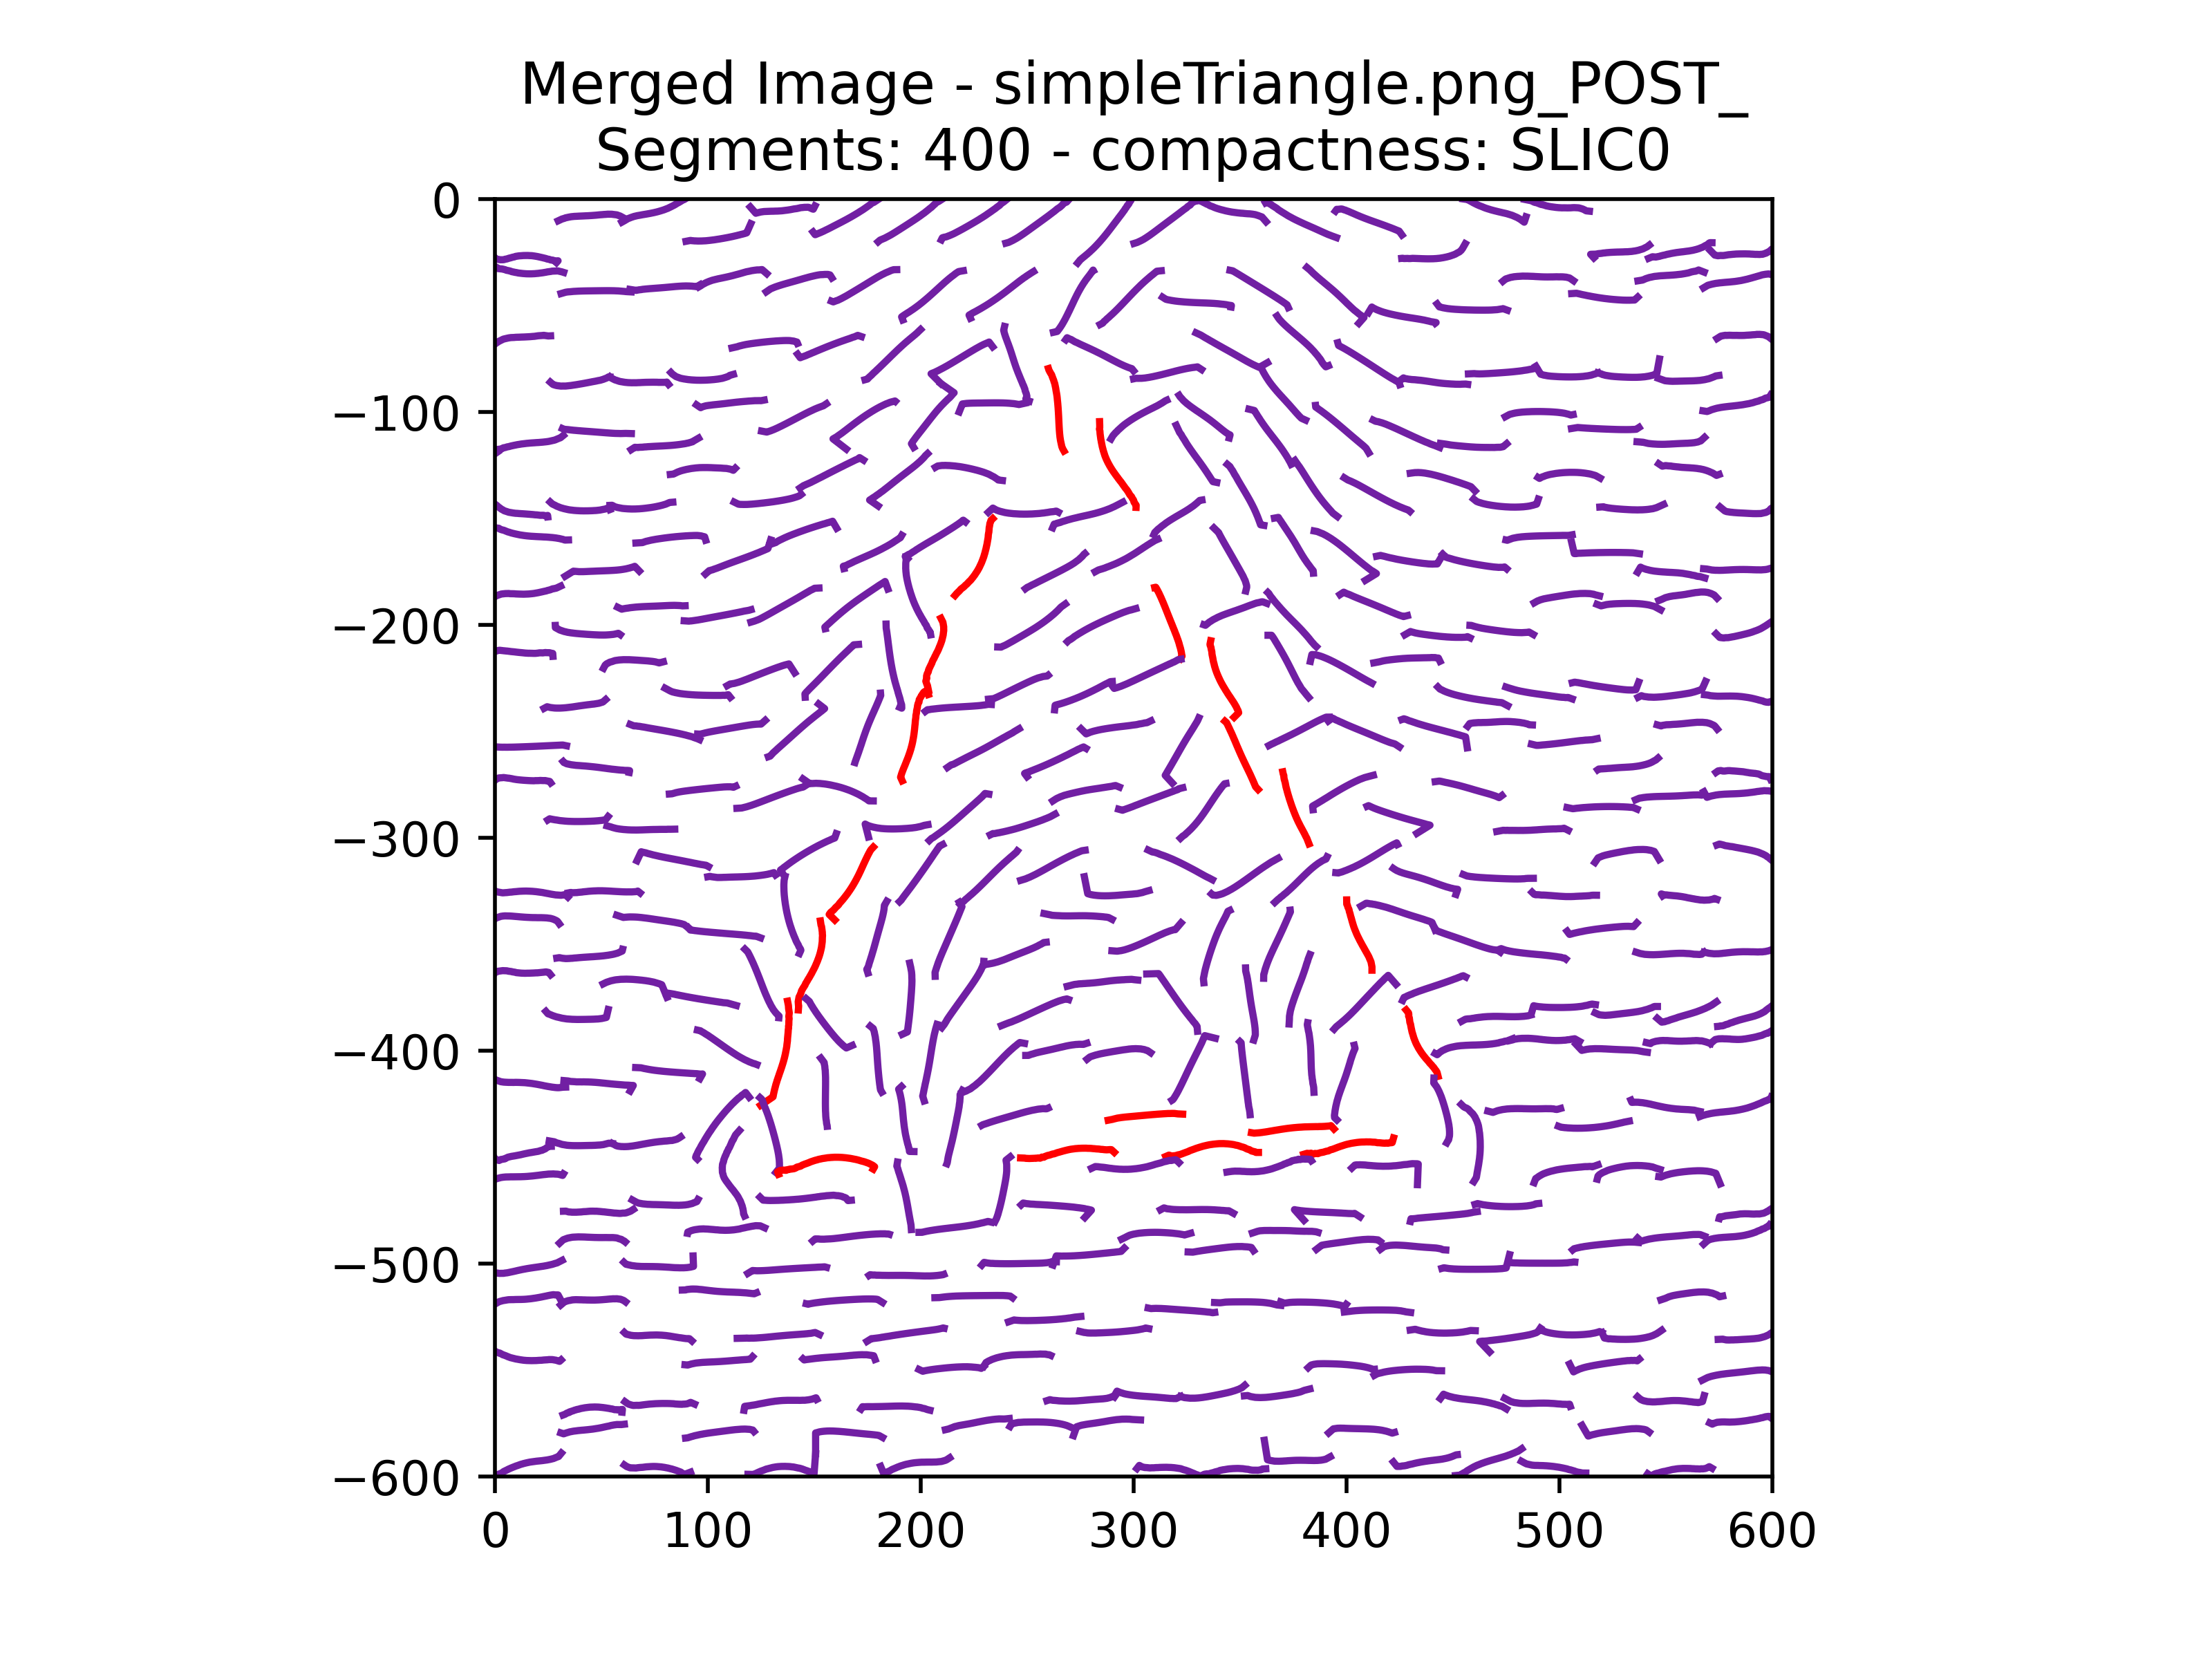 Merged Image - simpleTriangle.png_POST_
Segments: 400 - compactness: SLIC0
0
−100
−200
−300
−400
−500
−600
0 100 200 300 400 500 600